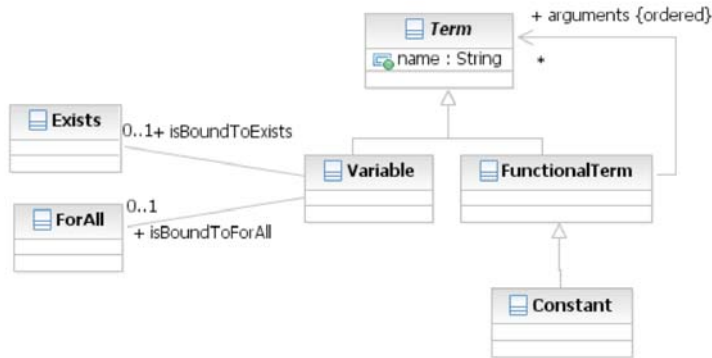 Term
+ arguments {ordered}
name : String
*
Exists
0..1
+ isBoundToExists
Variable
FunctionalTerm
ForAll
0..1
+ isBoundToForAll
Constant